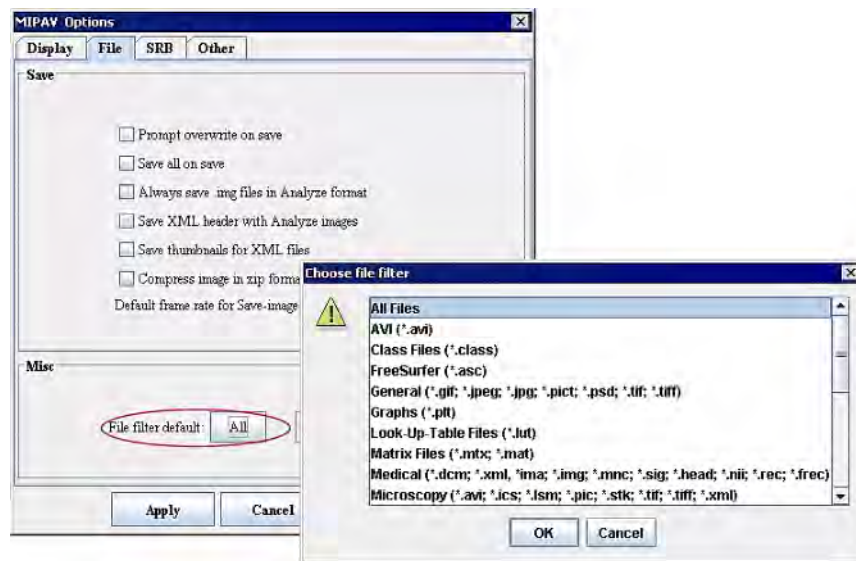 MIPAV Options
Display File SRB Other
Save
Prompt overwrite on save
Save all on save
Always save .img files in Analyze format
Save XML header with Analyze images
Save thumbnails for XML files
Compress image in zip forma
Default frame rate for Save-image
Misc
File filter default: All
Apply Cancel
Choose file filter
All Files
AVI (*.avi)
Class Files (*.class)
FreeSurfer (*.asc)
General (*.gif; *.jpeg; *.jpg; *.pict; *.psd; *.tif; *.tiff)
Graphs (*.plt)
Look-Up-Table Files (*.lut)
Matrix Files (*.mtx; *.mat)
Medical (*.dcm; *.xml, *ima; *.img; *.mnc; *.sig; *.head; *.nii; *.rec; *.frec)
Microscopy (*.avi; *.ics; *.lsm; *.pic; *.stk; *.tif; *.tiff; *.xml)
OK Cancel